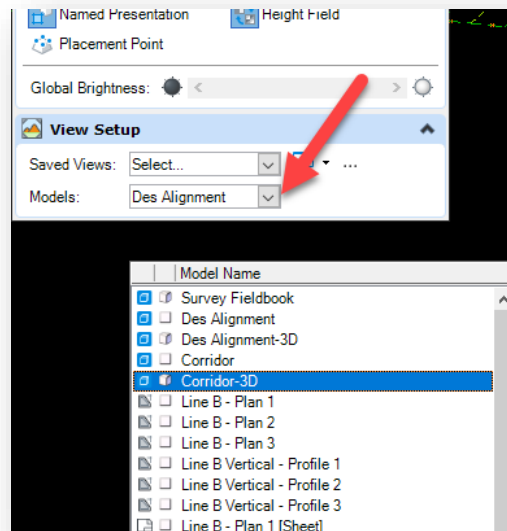 Named Presentation Height Field
Placement Point
Global Brightness:
View Setup
Saved Views: Select... ...
Models: Des Alignment
Model Name
Survey Fieldbook
Des Alignment
Des Alignment-3D
Corridor
Corridor-3D
Line B - Plan 1
Line B - Plan 2
Line B - Plan 3
Line B Vertical - Profile 1
Line B Vertical - Profile 2
Line B Vertical - Profile 3
Line B - Plan 1 [Sheet]